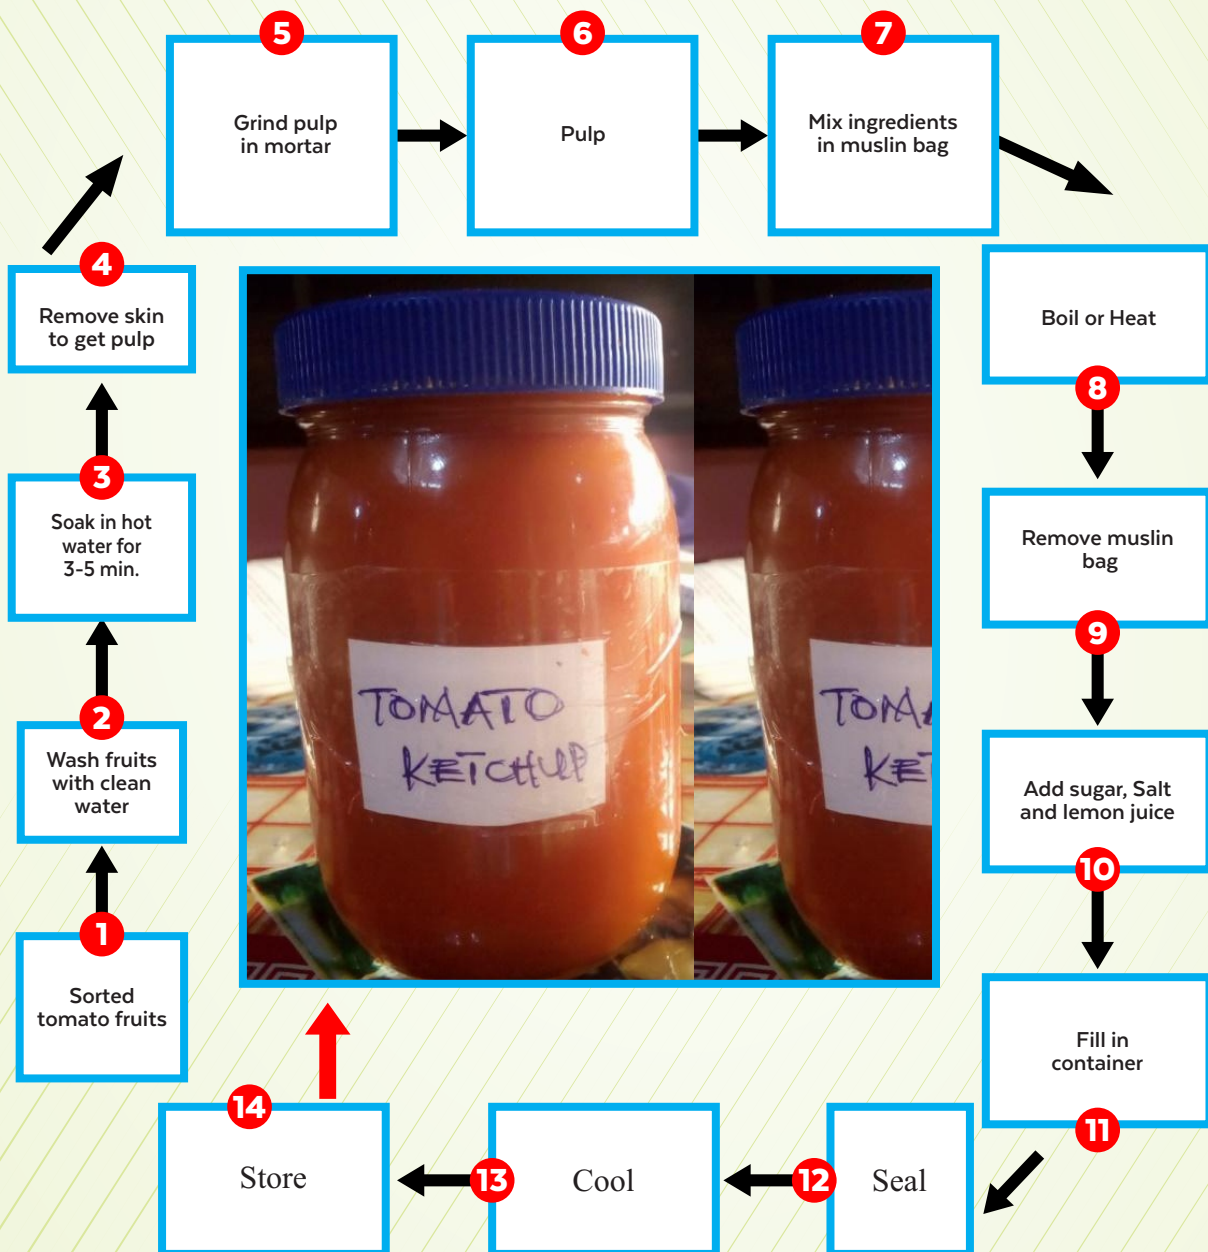 1
Sorted
tomato fruits
2
Wash fruits
with clean
water
3
Soak in hot
water for
3-5 min.
4
Remove skin
to get pulp
5
Grind pulp
in mortar
6
Pulp
7
Mix ingredients
in muslin bag
Boil or Heat
8
Remove muslin
bag
9
Add sugar, Salt
and lemon juice
10
Fill in
container
11
Seal
12
Cool
13
14
Store
TOMATO
KETCHUP
TOMA
KET